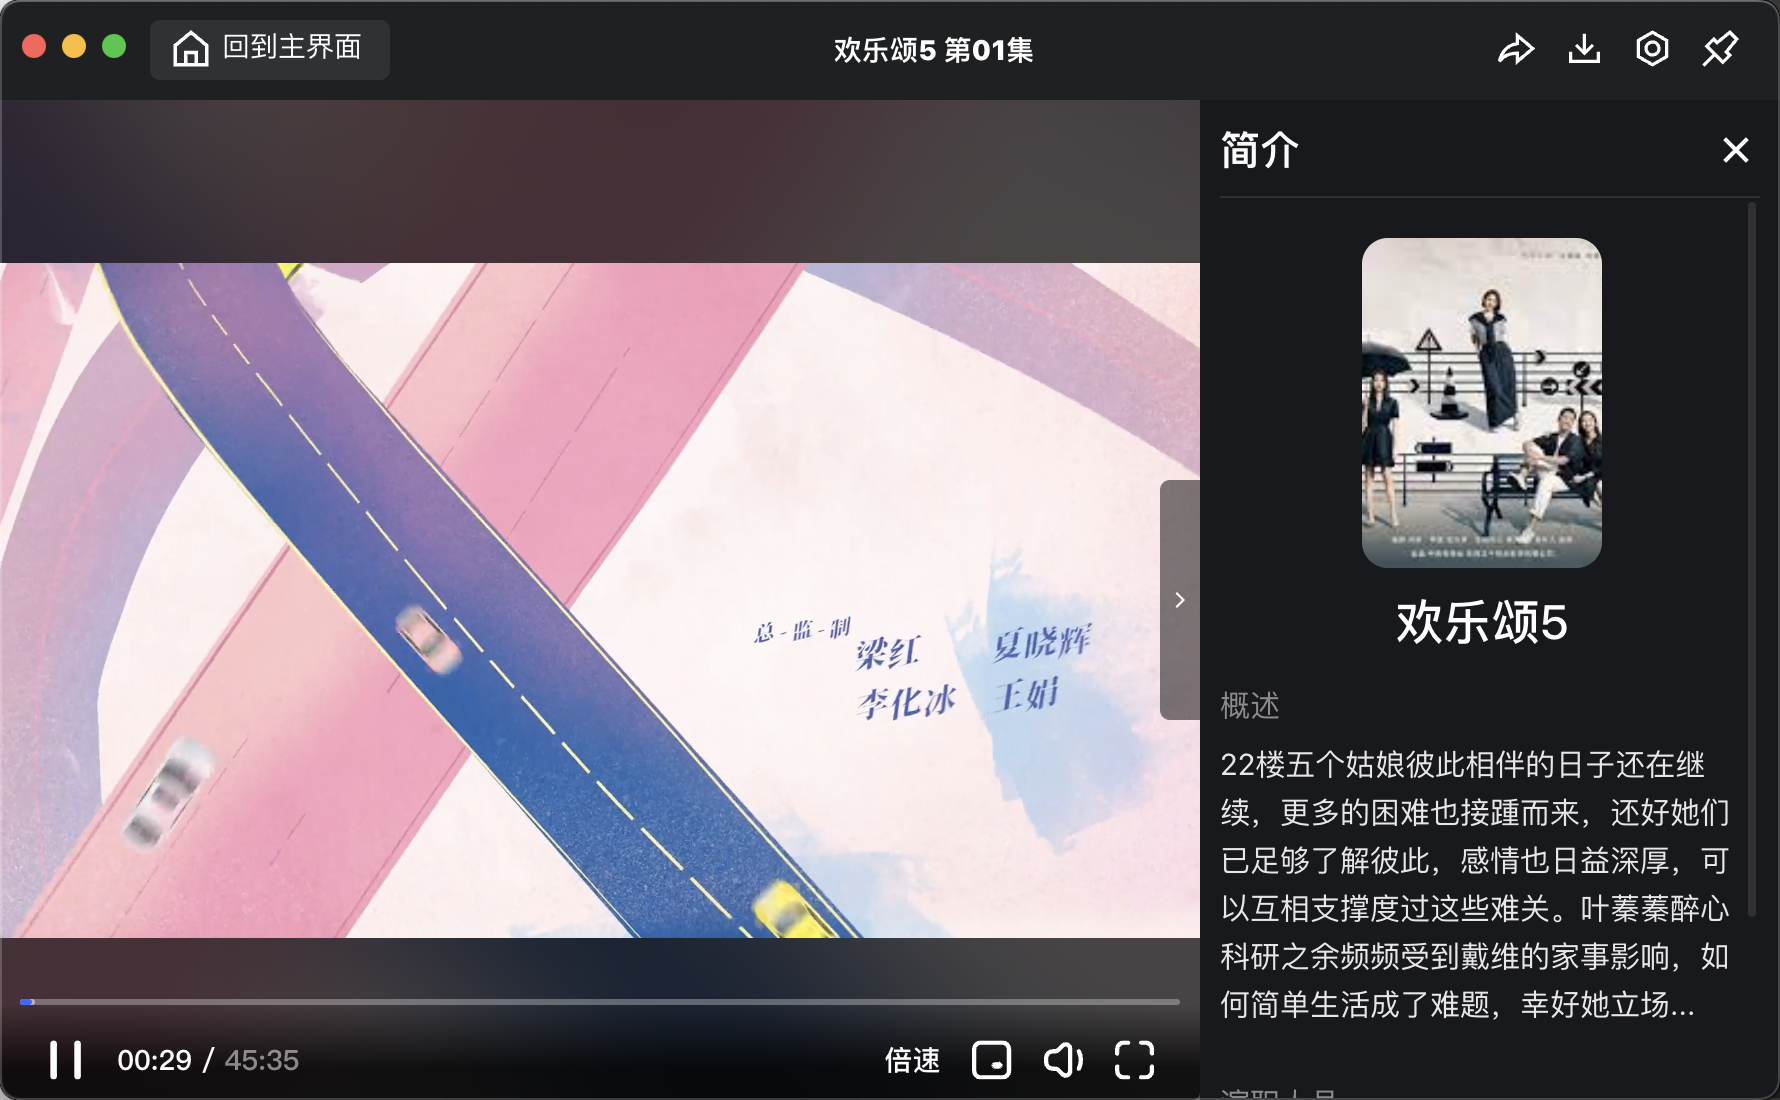 回到主界面
欢乐颂5 第01集
总-监-制
梁红 夏晓辉
李化冰 王娟
00:29 / 45:35
倍速
简介
欢乐颂5
概述
22楼五个姑娘彼此相伴的日子还在继
续，更多的困难也接踵而来，还好她们
已足够了解彼此，感情也日益深厚，可
以互相支撑度过这些难关。叶蓁蓁醉心
科研之余频频受到戴维的家事影响，如
何简单生活成了难题，幸好她立场...